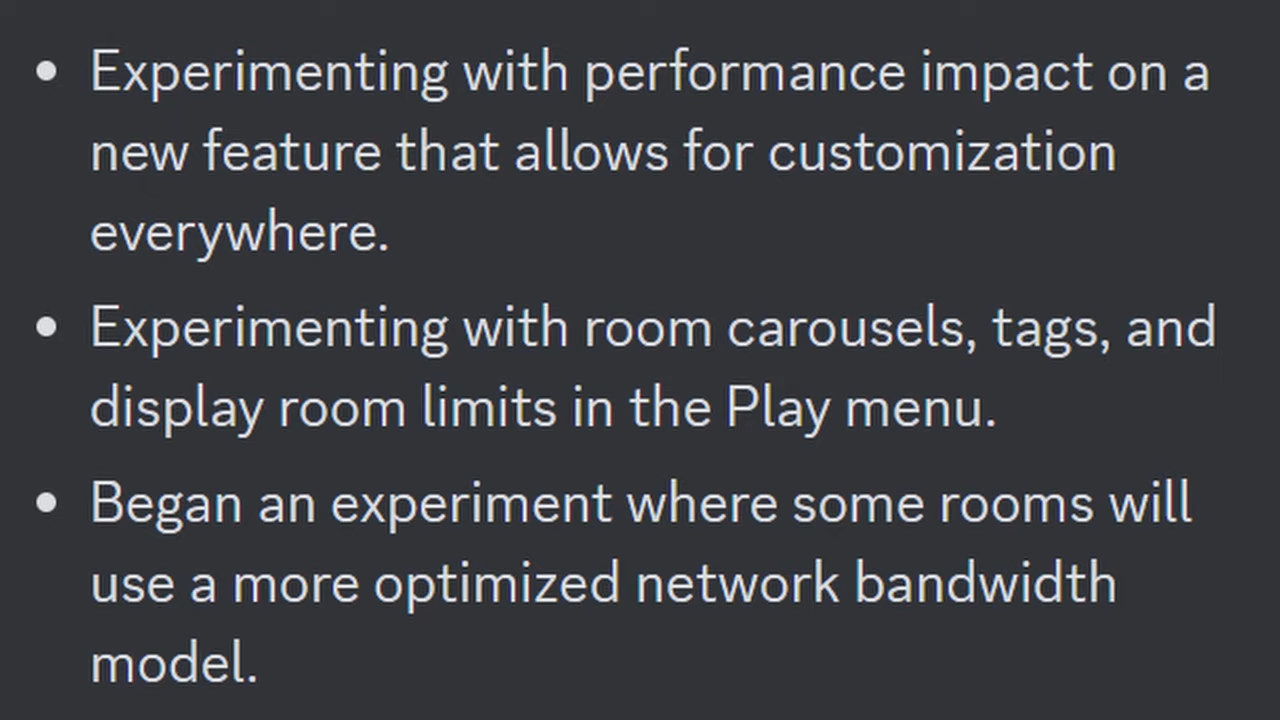 • Experimenting with performance impact on a
new feature that allows for customization
everywhere.
• Experimenting with room carousels, tags, and
display room limits in the Play menu.
• Began an experiment where some rooms will
use a more optimized network bandwidth
model.